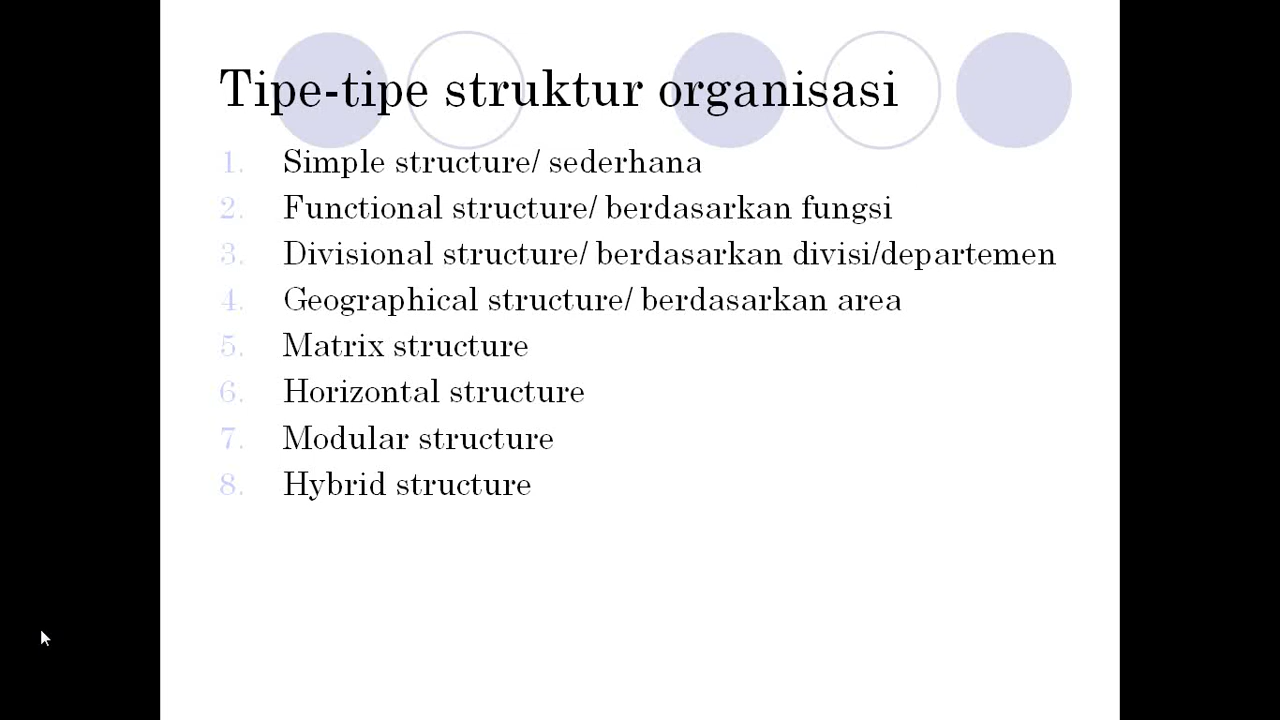 Tipe-tipe struktur organisasi
1. Simple structure/ sederhana
2. Functional structure/ berdasarkan fungsi
3. Divisional structure/ berdasarkan divisi/departemen
4. Geographical structure/ berdasarkan area
5. Matrix structure
6. Horizontal structure
7. Modular structure
8. Hybrid structure